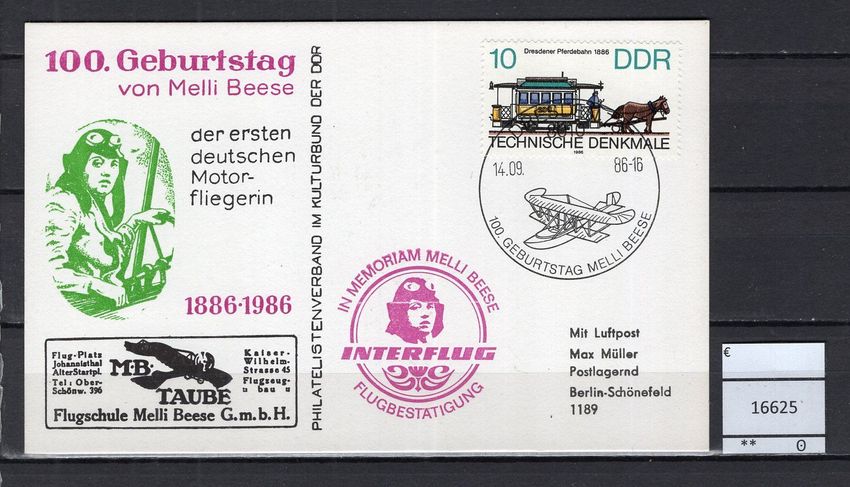 100. Geburtstag
von Melli Beese
der ersten
deutschen
Motor-
fliegerin
1886-1986
Flug-Platz
Johannisthal
Alter Startpl.
Tel: Ober-
Schönw. 396
M·B·
TAUBE
Kaiser-
Wilhelm-
Strasse 45
Flugzeug-
u bau u
Flugschule Melli Beese G.m.b.H.
PHILATELISTENVERBAND IM KULTURBUND DER DDR
IN MEMORIAM MELLI BEESE
INTERFLUG
FLUGBESTÄTIGUNG
Dresdener Pferdebahn 1886
10 DDR
TECHNISCHE DENKMALE
1986
14.09. 86-16
100. GEBURTSTAG MELLI BEESE
Mit Luftpost
Max Müller
Postlagernd
Berlin-Schönefeld
1189
€
16625
** 0